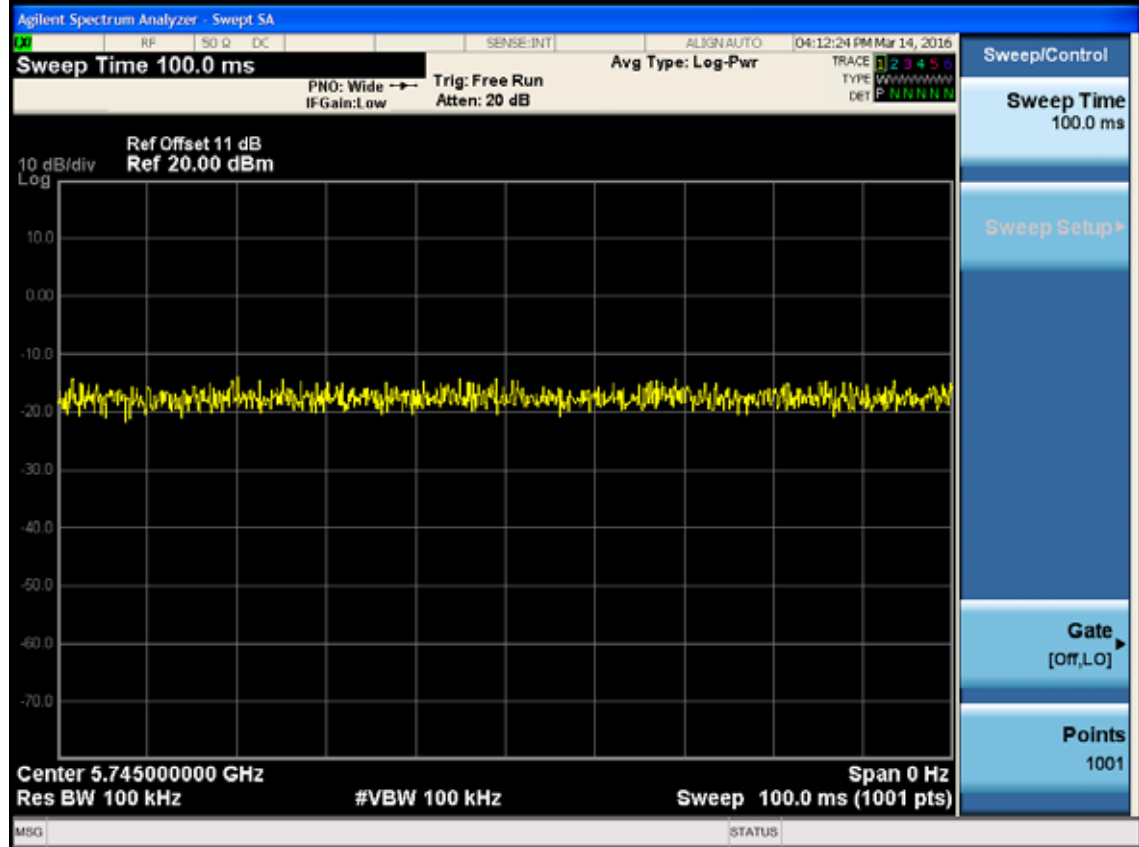 Agilent Spectrum Analyzer - Swept SA
RF 50 Ω DC SENSE:INT ALIGNAUTO 04:12:24 PM Mar 14, 2016
Sweep Time 100.0 ms
PNO: Wide
IFGain:Low
Trig: Free Run
Atten: 20 dB
Avg Type: Log-Pwr
TRACE 1 2 3 4 5 6
TYPE WWWWWW
DET P N N N N N
Ref Offset 11 dB
10 dB/div Ref 20.00 dBm
Log
10.0
0.00
-10.0
-20.0
-30.0
-40.0
-50.0
-60.0
-70.0
Center 5.745000000 GHz Span 0 Hz
Res BW 100 kHz #VBW 100 kHz Sweep 100.0 ms (1001 pts)
MSG STATUS
Sweep/Control
Sweep Time
100.0 ms
Sweep Setup
Gate
[Off,LO]
Points
1001